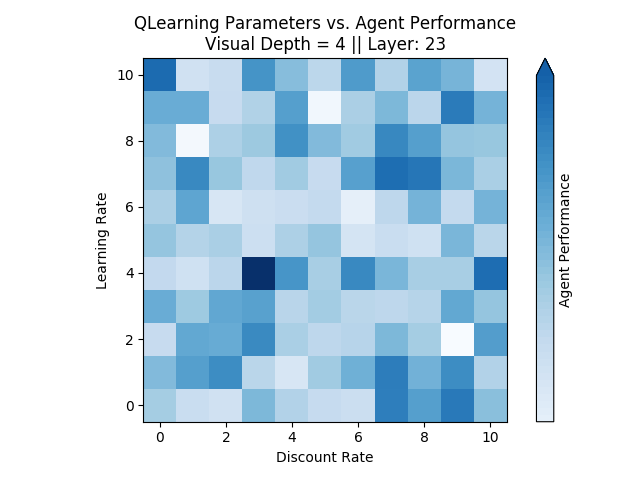 QLearning Parameters vs. Agent Performance
Visual Depth = 4 || Layer: 23
10
8
6
4
2
0
Learning Rate
0 2 4 6 8 10
Discount Rate
Agent Performance